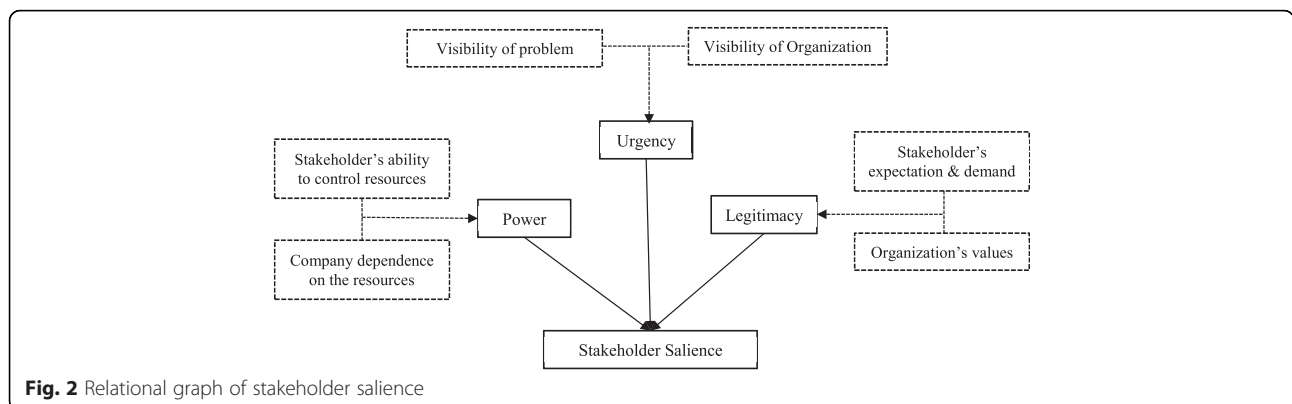 Visibility of problem
Visibility of Organization
Urgency
Stakeholder's ability
to control resources
Power
Company dependence
on the resources
Stakeholder's
expectation & demand
Legitimacy
Organization's values
Stakeholder Salience
Fig. 2 Relational graph of stakeholder salience